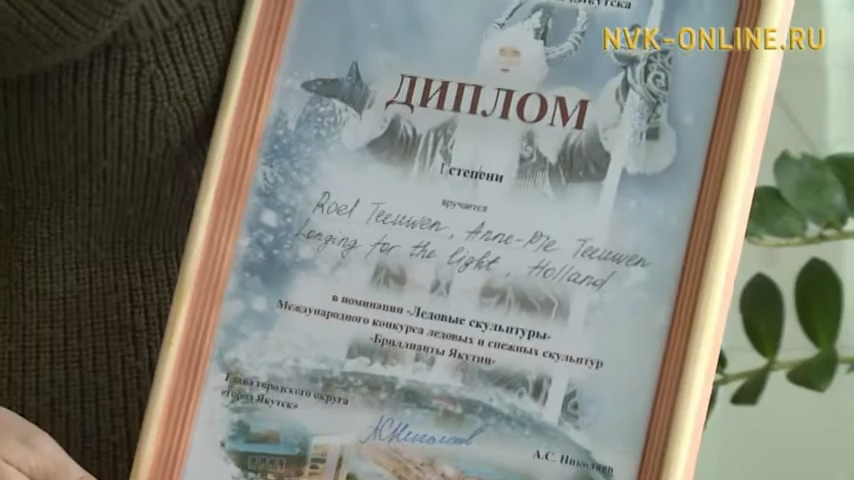 Якутска
NVK-ONLINE.RU
ДИПЛОМ
I степени
вручается
Roel Teeuwen, Anne-Rie Teeuwen
Longing for the light, Holland
в номинации «Ледовые скульптуры»
Международного конкурса ледовых и снежных скульптур
«Бриллианты Якутии»
Глава городского округа
«Город Якутск»
А.С. Николаев